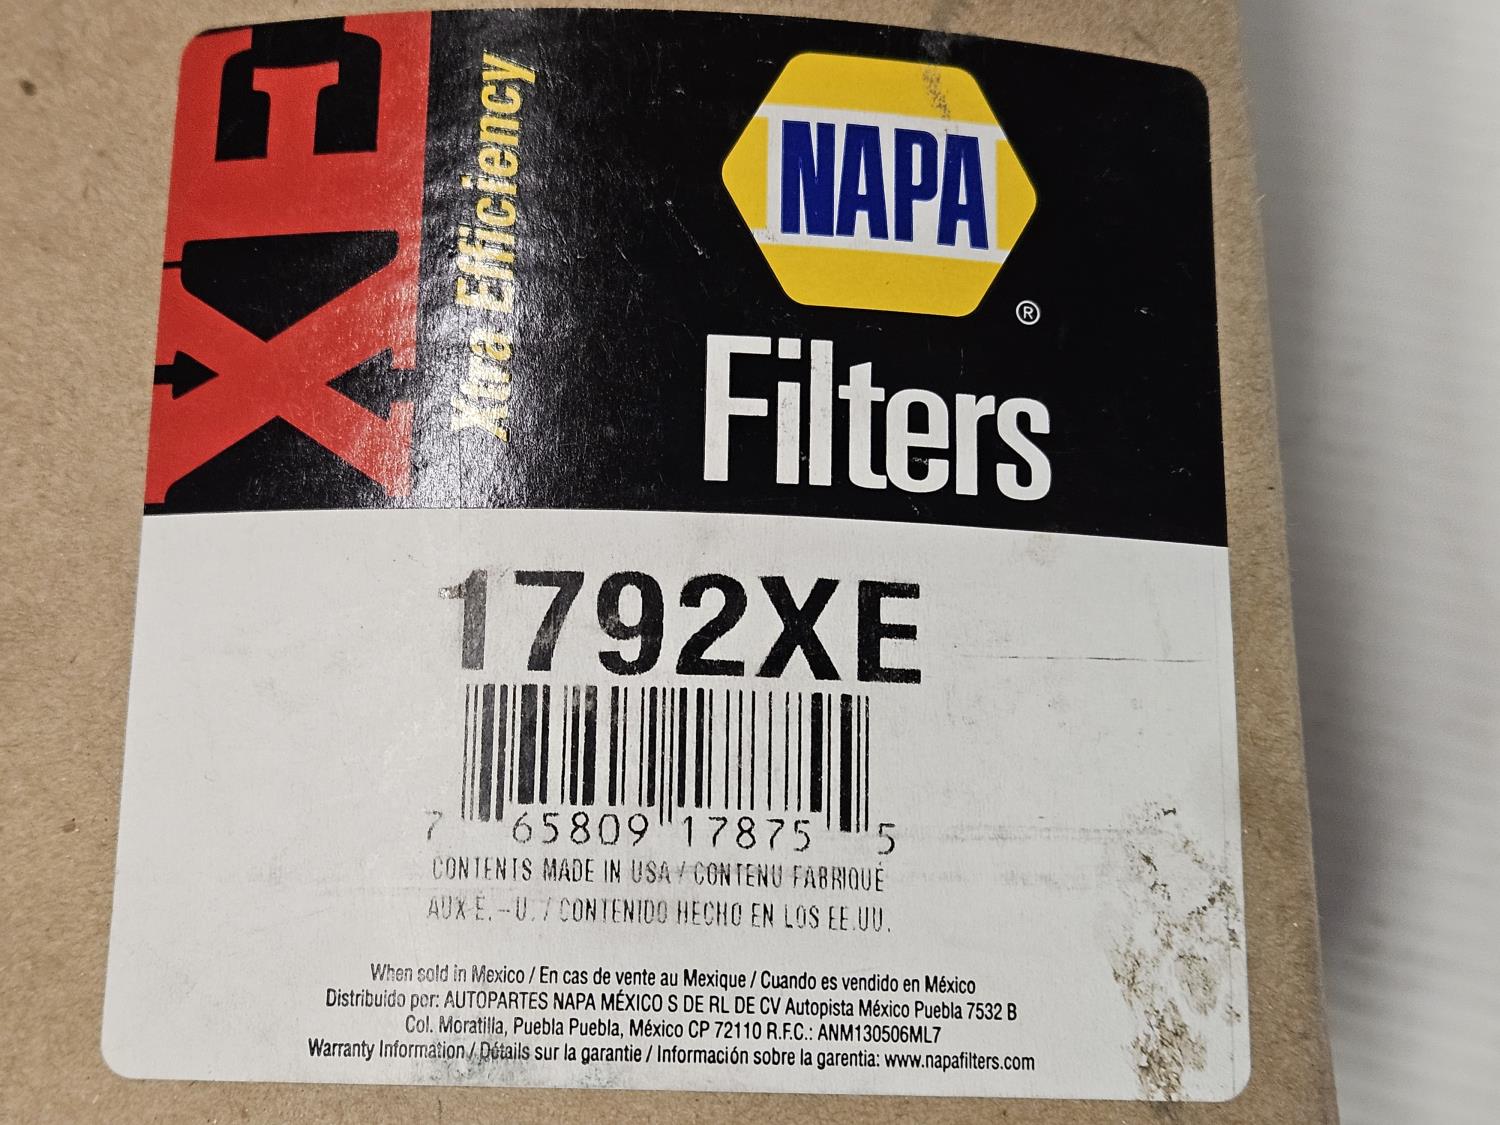 XE
Xtra Efficiency
NAPA
®
Filters
1792XE
7 65809 17875 5
CONTENTS MADE IN USA / CONTENU FABRIQUÉ
AUX E.-U. / CONTENIDO HECHO EN LOS EE.UU.
When sold in Mexico / En cas de vente au Mexique / Cuando es vendido en México
Distribuido por: AUTOPARTES NAPA MÉXICO S DE RL DE CV Autopista México Puebla 7532 B
Col. Moratilla, Puebla Puebla, México CP 72110 R.F.C.: ANM130506ML7
Warranty Information / Détails sur la garantie / Información sobre la garentia: www.napafilters.com